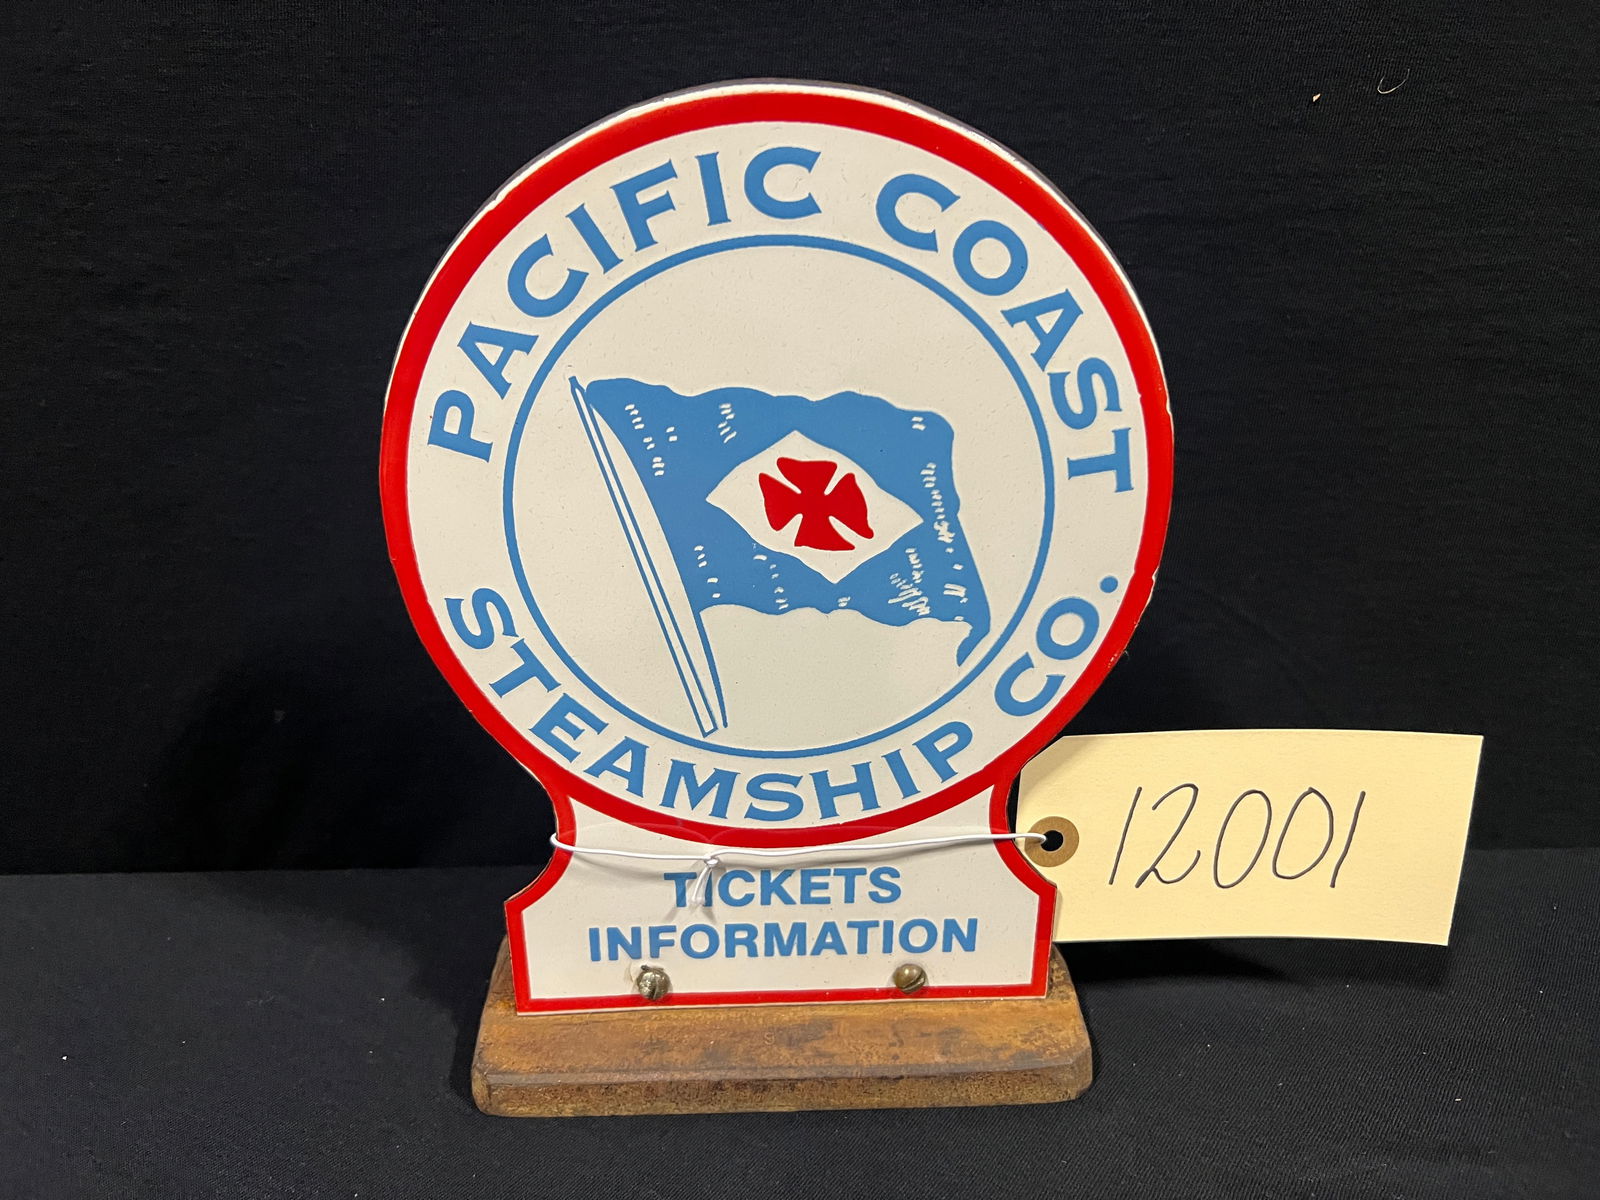 PACIFIC COAST
STEAMSHIP CO.
TICKETS
INFORMATION
12001